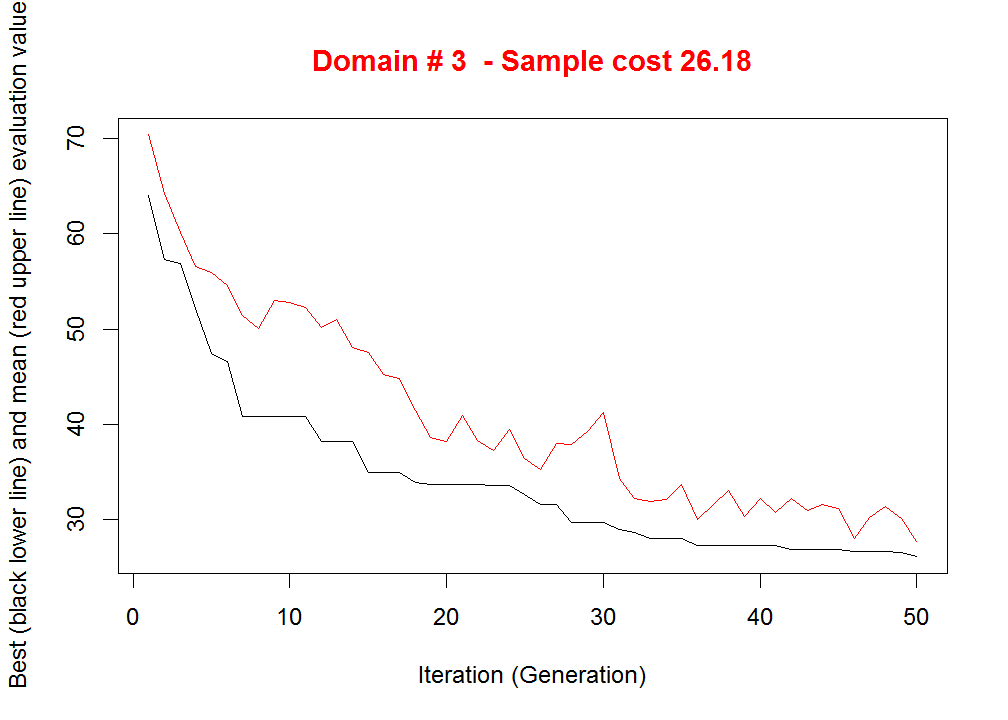 Domain # 3  - Sample cost 26.18
Best (black lower line) and mean (red upper line) evaluation value
70
60
50
40
30
0 10 20 30 40 50
Iteration (Generation)